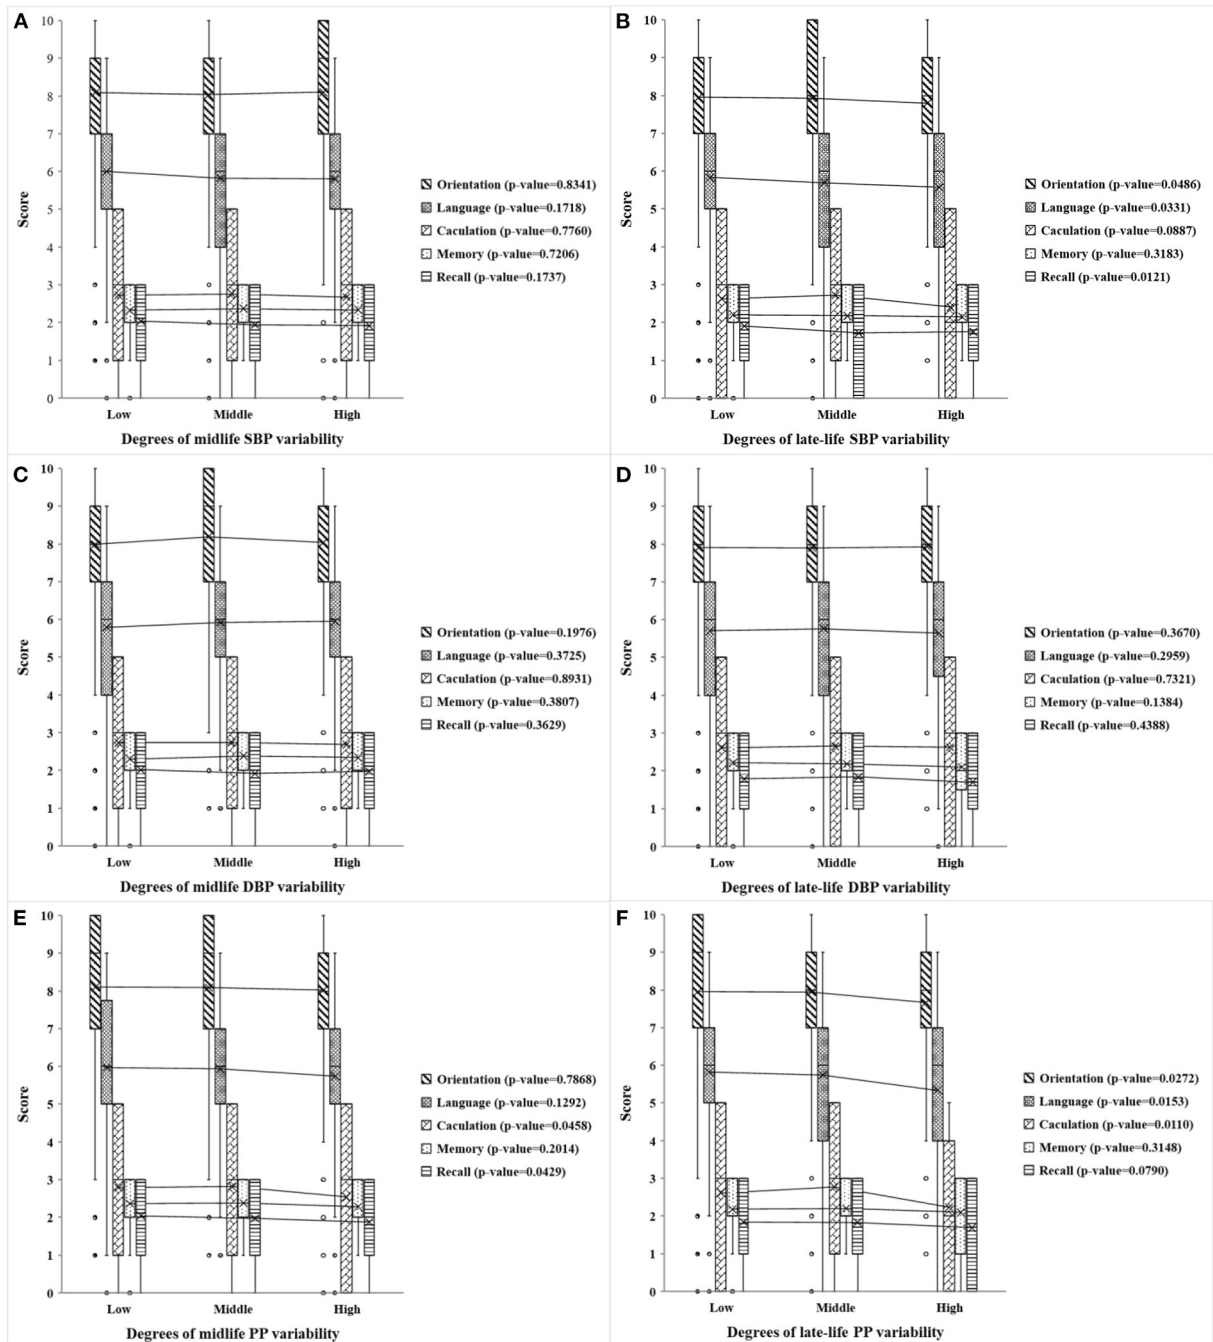 A
10
9
8
7
6
5
4
3
2
1
0
Score
Low Middle High
Degrees of midlife SBP variability
Orientation (p-value=0.8341)
Language (p-value=0.1718)
Caculation (p-value=0.7760)
Memory (p-value=0.7206)
Recall (p-value=0.1737)
B
10
9
8
7
6
5
4
3
2
1
0
Score
Low Middle High
Degrees of late-life SBP variability
Orientation (p-value=0.0486)
Language (p-value=0.0331)
Caculation (p-value=0.0887)
Memory (p-value=0.3183)
Recall (p-value=0.0121)
C
10
9
8
7
6
5
4
3
2
1
0
Score
Low Middle High
Degrees of midlife DBP variability
Orientation (p-value=0.1976)
Language (p-value=0.3725)
Caculation (p-value=0.8931)
Memory (p-value=0.3807)
Recall (p-value=0.3629)
D
10
9
8
7
6
5
4
3
2
1
0
Score
Low Middle High
Degrees of late-life DBP variability
Orientation (p-value=0.3670)
Language (p-value=0.2959)
Caculation (p-value=0.7321)
Memory (p-value=0.1384)
Recall (p-value=0.4388)
E
10
9
8
7
6
5
4
3
2
1
0
Score
Low Middle High
Degrees of midlife PP variability
Orientation (p-value=0.7868)
Language (p-value=0.1292)
Caculation (p-value=0.0458)
Memory (p-value=0.2014)
Recall (p-value=0.0429)
F
10
9
8
7
6
5
4
3
2
1
0
Score
Low Middle High
Degrees of late-life PP variability
Orientation (p-value=0.0272)
Language (p-value=0.0153)
Caculation (p-value=0.0110)
Memory (p-value=0.3148)
Recall (p-value=0.0790)